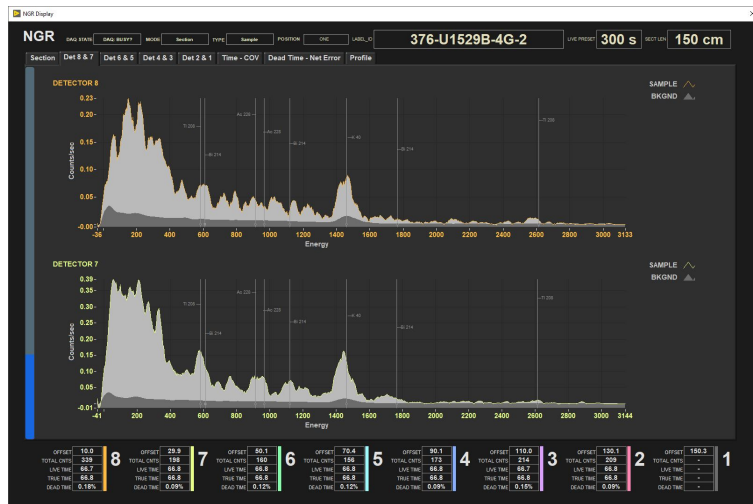 NGR Display
NGR DAQ STATE DAQ: BUSY? MODE Section TYPE Sample POSITION ONE LABEL_ID 376-U1529B-4G-2 LIVE PRESET 300 s SECT LEN 150 cm
Section Det 8 & 7 Det 6 & 5 Det 4 & 3 Det 2 & 1 Time - COV Dead Time - Net Error Profile
DETECTOR 8
SAMPLE
BKGND
Counts/sec
0.23
0.20
0.15
0.10
0.05
-0.00
Tl 208
Bi 214
Ac 228
Ac 228
Bi 214
K 40
Bi 214
Tl 208
-36 200 400 600 800 1000 1200 1400 1600 1800 2000 2200 2400 2600 2800 3000 3133
Energy
DETECTOR 7
SAMPLE
BKGND
Counts/sec
0.39
0.35
0.30
0.25
0.20
0.15
0.10
0.05
-0.01
Tl 208
Bi 214
Ac 228
Ac 228
Bi 214
K 40
Bi 214
Tl 208
-41 200 400 600 800 1000 1200 1400 1600 1800 2000 2200 2400 2600 2800 3000 3144
Energy
OFFSET 10.0 OFFSET 29.9 OFFSET 50.1 OFFSET 70.4 OFFSET 90.1 OFFSET 110.0 OFFSET 130.1 OFFSET 150.3
TOTAL CNTS 339 8 TOTAL CNTS 198 7 TOTAL CNTS 160 6 TOTAL CNTS 156 5 TOTAL CNTS 173 4 TOTAL CNTS 214 3 TOTAL CNTS 209 2 TOTAL CNTS - 1
LIVE TIME 66.7 LIVE TIME 66.8 LIVE TIME 66.8 LIVE TIME 66.8 LIVE TIME 66.8 LIVE TIME 66.8 LIVE TIME 66.8 LIVE TIME -
TRUE TIME 66.8 TRUE TIME 66.8 TRUE TIME 66.8 TRUE TIME 66.8 TRUE TIME 66.8 TRUE TIME 66.8 TRUE TIME 66.8 TRUE TIME -
DEAD TIME 0.18% DEAD TIME 0.09% DEAD TIME 0.12% DEAD TIME 0.12% DEAD TIME 0.09% DEAD TIME 0.15% DEAD TIME 0.09% DEAD TIME -